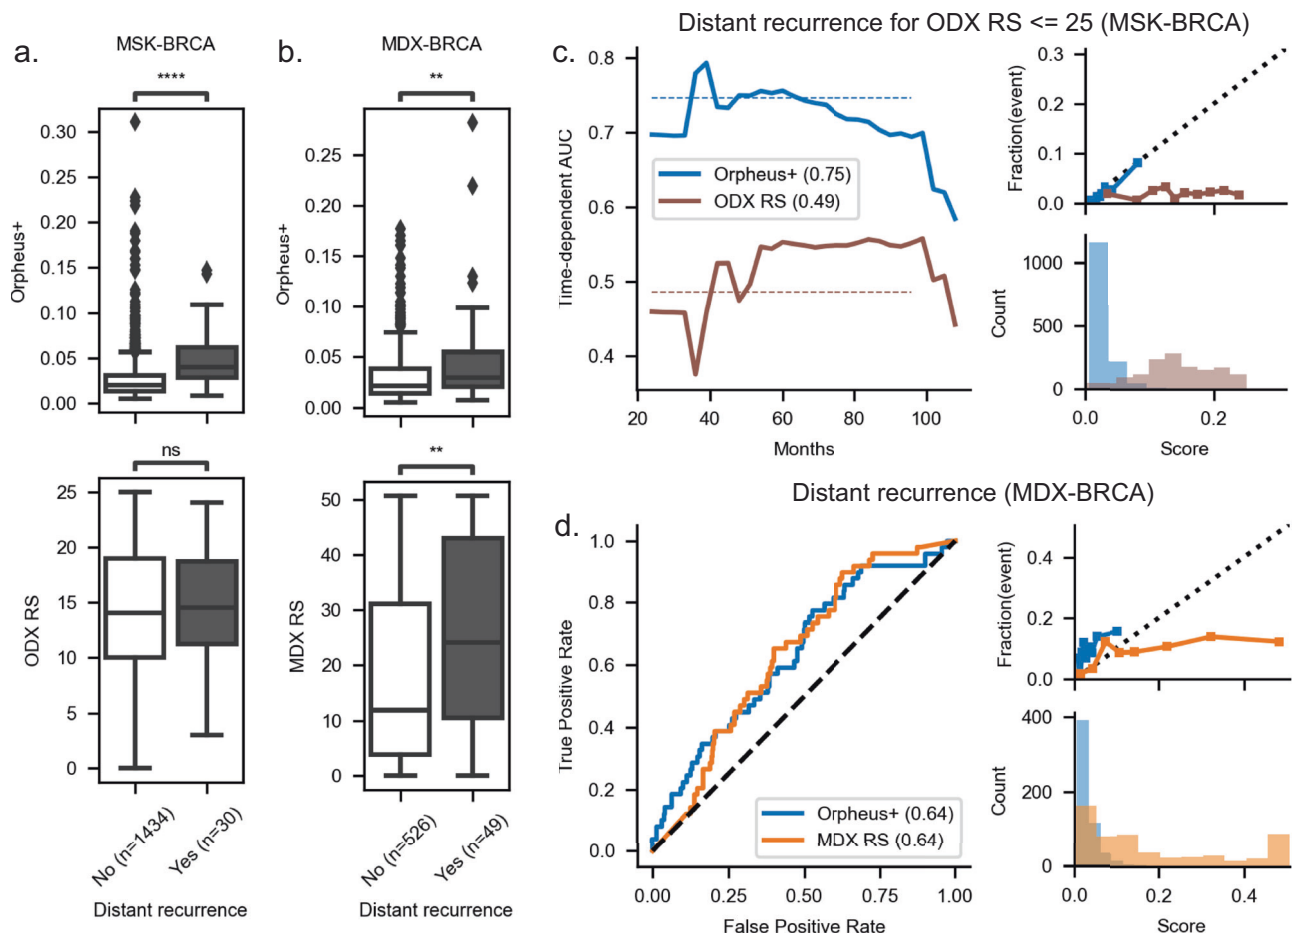 a.
MSK-BRCA
****
Orpheus+
0.30
0.25
0.20
0.15
0.10
0.05
0.00
ns
ODX RS
25
20
15
10
5
0
No (n=1434)
Yes (n=30)
Distant recurrence
b.
MDX-BRCA
**
Orpheus+
0.25
0.20
0.15
0.10
0.05
0.00
**
MDX RS
50
40
30
20
10
0
No (n=526)
Yes (n=49)
Distant recurrence
Distant recurrence for ODX RS <= 25 (MSK-BRCA)
c.
Time-dependent AUC
0.8
0.7
0.6
0.5
0.4
Orpheus+ (0.75)
ODX RS (0.49)
20
40
60
80
100
Months
Fraction(event)
0.3
0.2
0.1
0.0
Count
1000
500
0
0.0
0.2
Score
Distant recurrence (MDX-BRCA)
d.
True Positive Rate
1.0
0.8
0.6
0.4
0.2
0.0
Orpheus+ (0.64)
MDX RS (0.64)
0.00
0.25
0.50
0.75
1.00
False Positive Rate
Fraction(event)
0.4
0.2
0.0
Count
400
200
0
0.0
0.2
0.4
Score